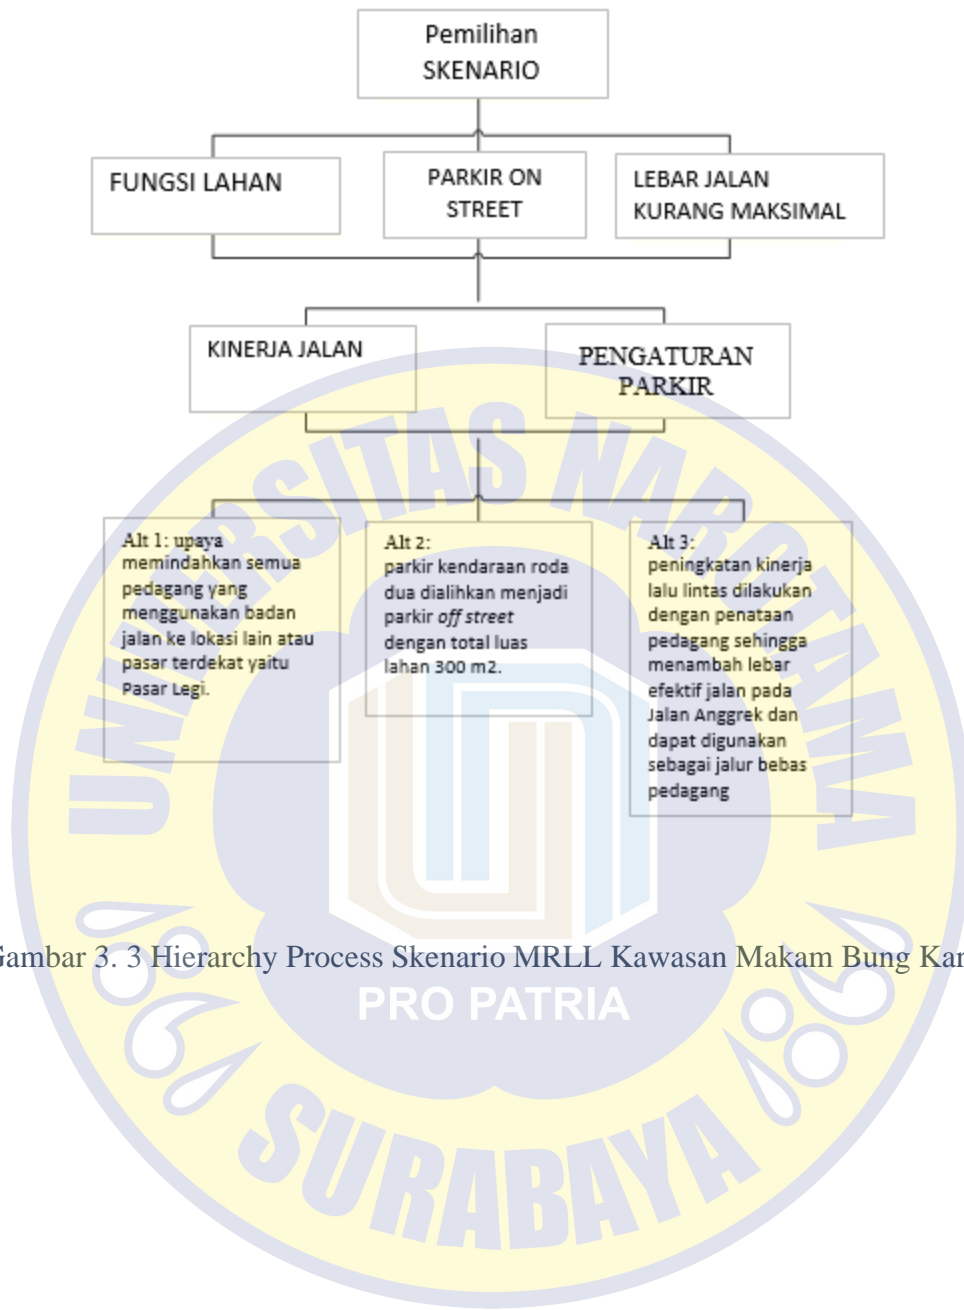 Pemilihan
SKENARIO
FUNGSI LAHAN
PARKIR ON
STREET
LEBAR JALAN
KURANG MAKSIMAL
KINERJA JALAN
PENGATURAN
PARKIR
Alt 1: upaya
memindahkan semua
pedagang yang
menggunakan badan
jalan ke lokasi lain atau
pasar terdekat yaitu
Pasar Legi.
Alt 2:
parkir kendaraan roda
dua dialihkan menjadi
parkir off street
dengan total luas
lahan 300 m2.
Alt 3:
peningkatan kinerja
lalu lintas dilakukan
dengan penataan
pedagang sehingga
menambah lebar
efektif jalan pada
Jalan Anggrek dan
dapat digunakan
sebagai jalur bebas
pedagang
Gambar 3. 3 Hierarchy Process Skenario MRLL Kawasan Makam Bung Kar
UNIVERSITAS NAROTAMA
PRO PATRIA
SURABAYA